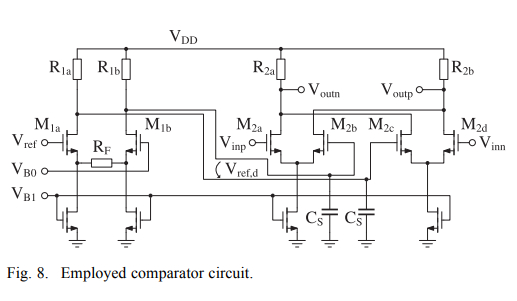 VDD
R1a R1b R2a R2b
Voutn Voutp
M1a M1b M2a M2b M2c M2d
Vref RF Vinp Vinn
VB0 Vref,d
VB1
CS CS
Fig. 8. Employed comparator circuit.